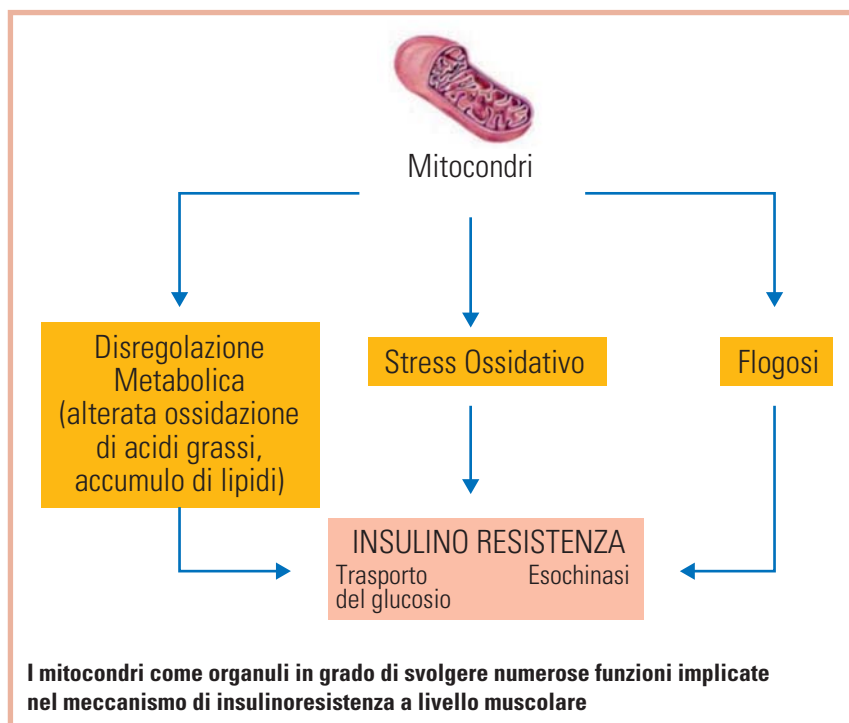 Mitocondri
Disregolazione
Metabolica
(alterata ossidazione
di acidi grassi,
accumulo di lipidi)
Stress Ossidativo
Flogosi
INSULINO RESISTENZA
Trasporto
del glucosio
Esochinasi
I mitocondri come organuli in grado di svolgere numerose funzioni implicate
nel meccanismo di insulinoresistenza a livello muscolare